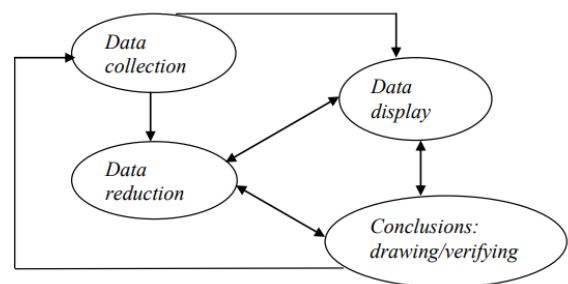 Data
collection
Data
display
Data
reduction
Conclusions:
drawing/verifying